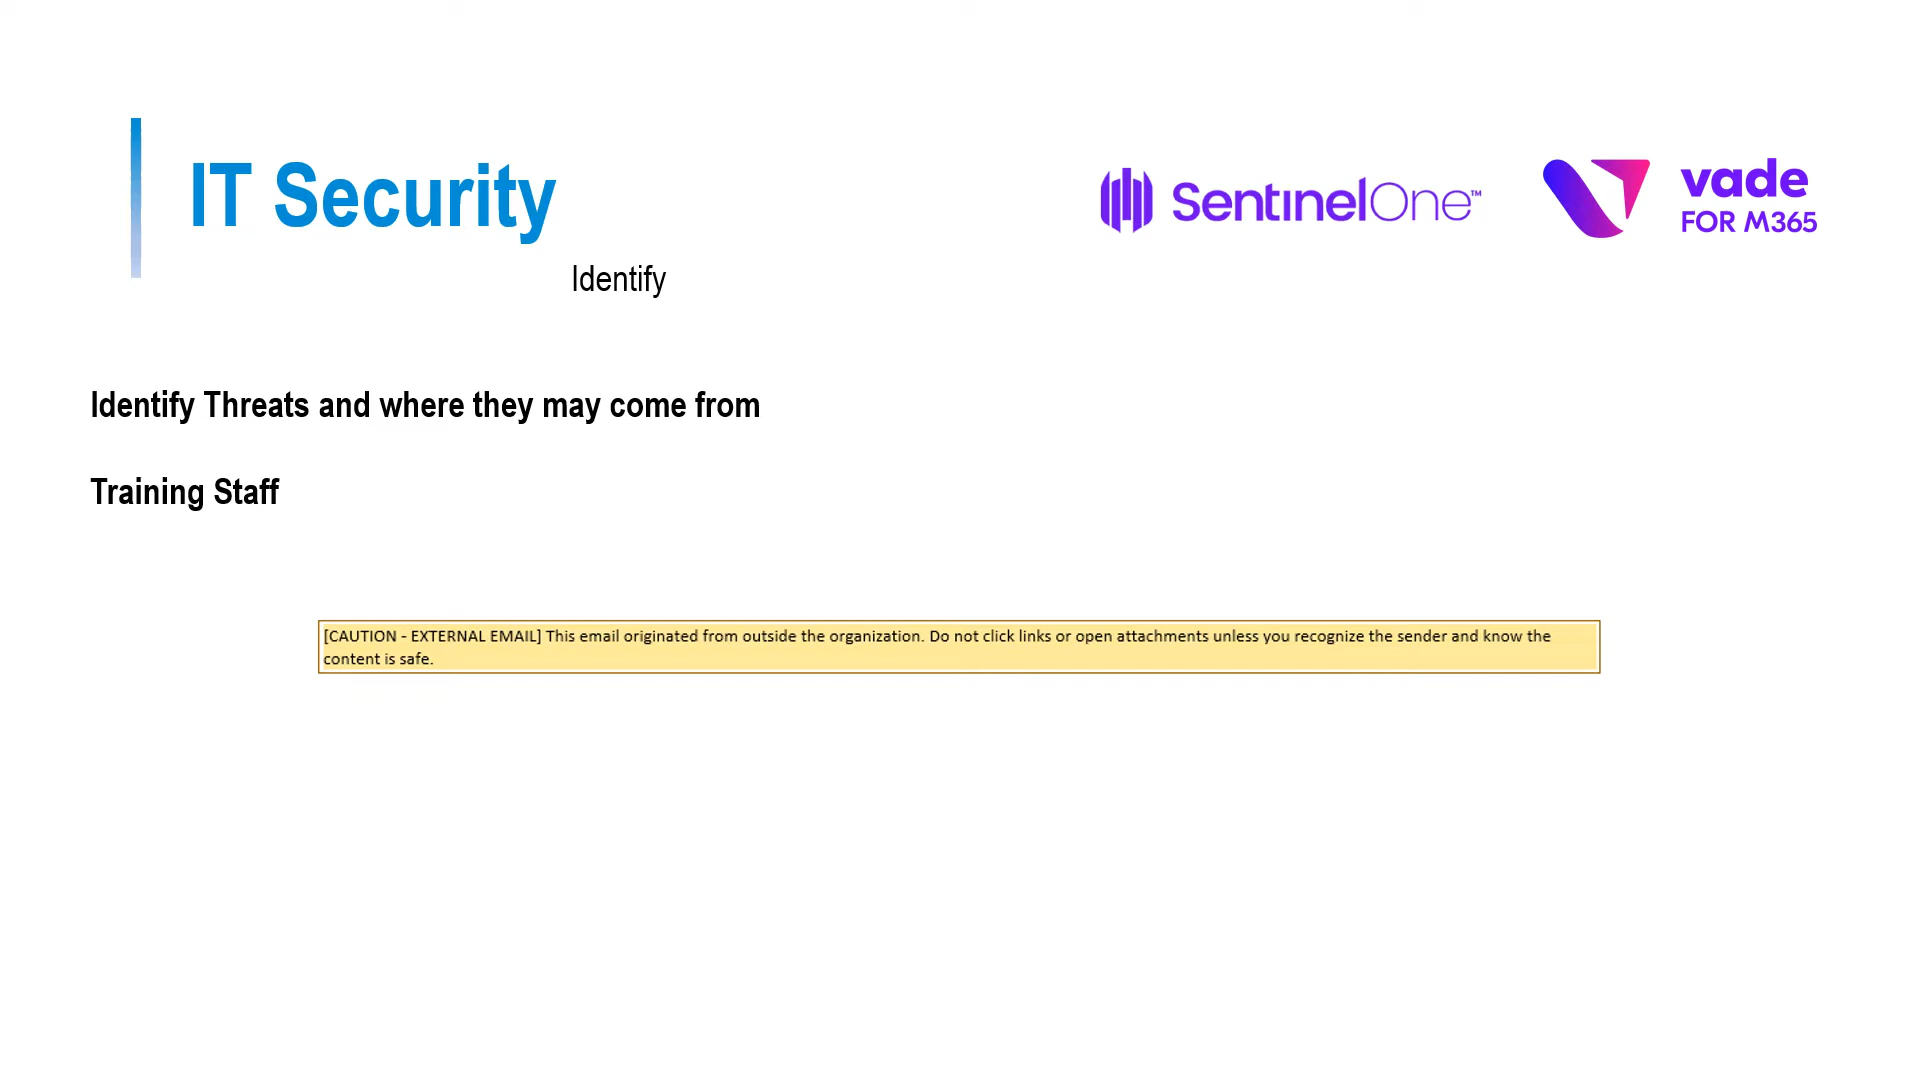 IT Security
SentinelOne™
vade
FOR M365
Identify
Identify Threats and where they may come from
Training Staff
[CAUTION - EXTERNAL EMAIL] This email originated from outside the organization. Do not click links or open attachments unless you recognize the sender and know the
content is safe.